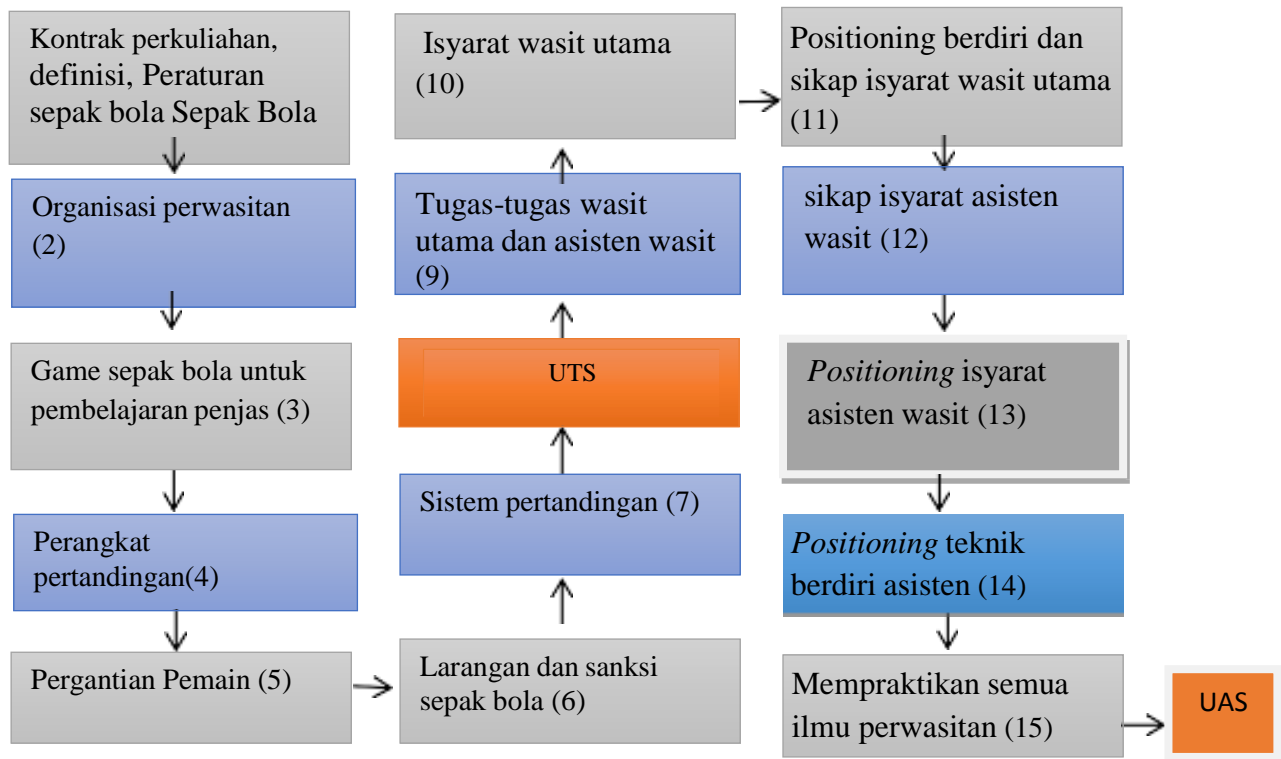 Kontrak perkuliahan,
definisi, Peraturan
sepak bola Sepak Bola
Organisasi perwasitan
(2)
Game sepak bola untuk
pembelajaran penjas (3)
Perangkat
pertandingan(4)
Pergantian Pemain (5)
Larangan dan sanksi
sepak bola (6)
Sistem pertandingan (7)
UTS
Tugas-tugas wasit
utama dan asisten wasit
(9)
Isyarat wasit utama
(10)
Positioning berdiri dan
sikap isyarat wasit utama
(11)
sikap isyarat asisten
wasit (12)
Positioning isyarat
asisten wasit (13)
Positioning teknik
berdiri asisten (14)
Mempraktikan semua
ilmu perwasitan (15)
UAS